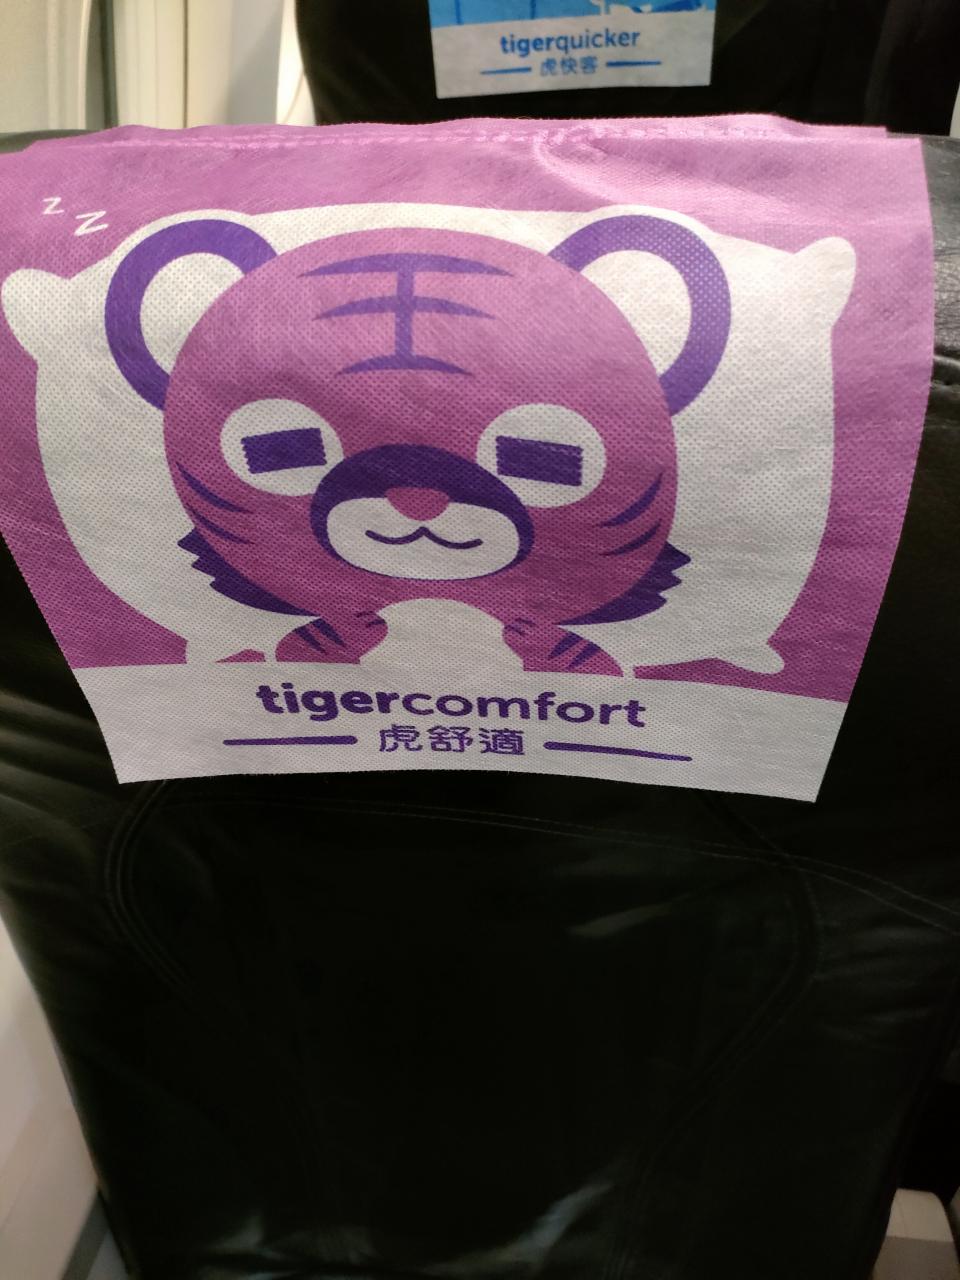 tigerquicker
虎快客
z
Z
tigercomfort
虎舒適